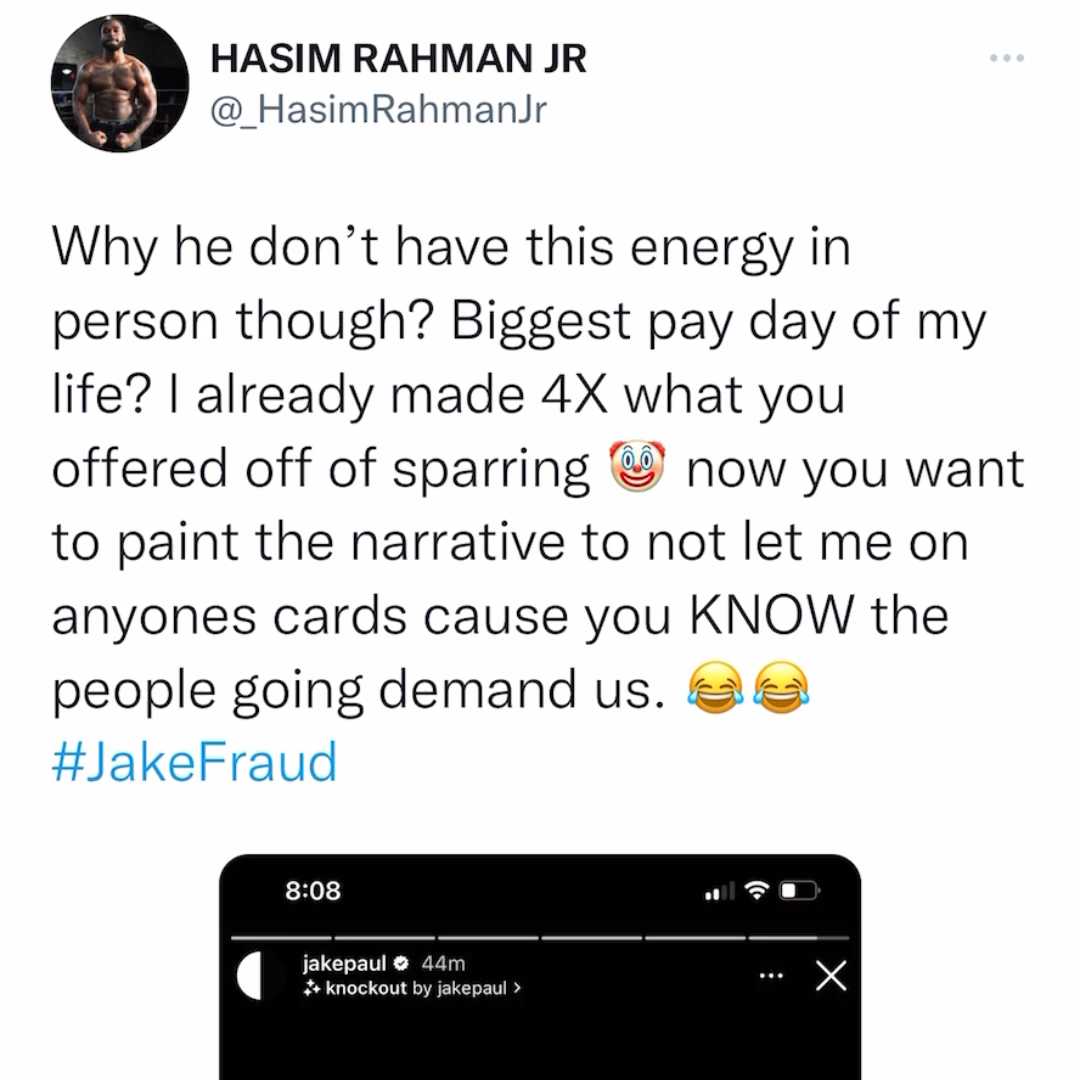 HASIM RAHMAN JR
@_HasimRahmanJr
Why he don’t have this energy in
person though? Biggest pay day of my
life? I already made 4X what you
offered off of sparring 🤡 now you want
to paint the narrative to not let me on
anyones cards cause you KNOW the
people going demand us. 😂😂
#JakeFraud
8:08
jakepaul 44m
knockout by jakepaul >